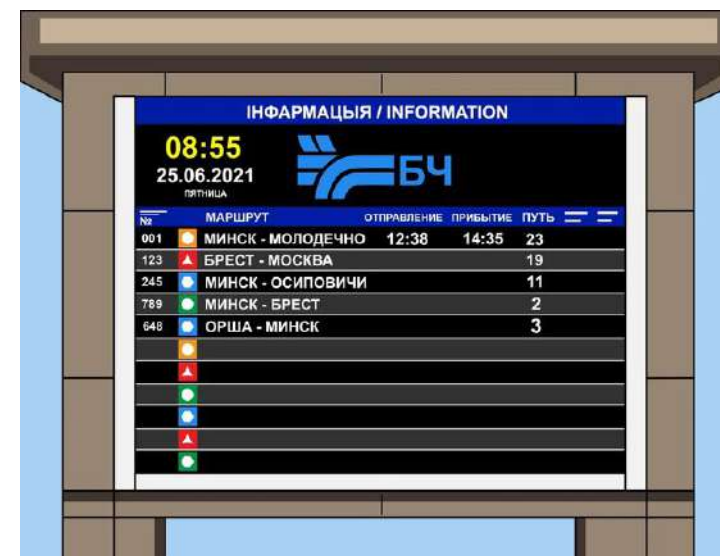 ІНФАРМАЦЫЯ / INFORMATION
08:55
25.06.2021
ПЯТНИЦА
БЧ
№ МАРШРУТ ОТПРАВЛЕНИЕ ПРИБЫТИЕ ПУТЬ
001 МИНСК - МОЛОДЕЧНО 12:38 14:35 23
123 БРЕСТ - МОСКВА 19
245 МИНСК - ОСИПОВИЧИ 11
789 МИНСК - БРЕСТ 2
648 ОРША - МИНСК 3